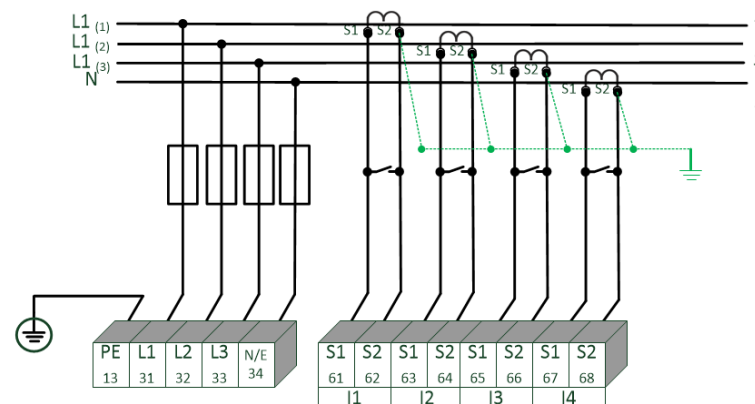 L1 (1)
S1 S2
L1 (2)
S1 S2
L1 (3)
S1 S2
N
S1 S2
PE L1 L2 L3 N/E S1 S2 S1 S2 S1 S2 S1 S2
13 31 32 33 34 61 62 63 64 65 66 67 68
I1 I2 I3 I4